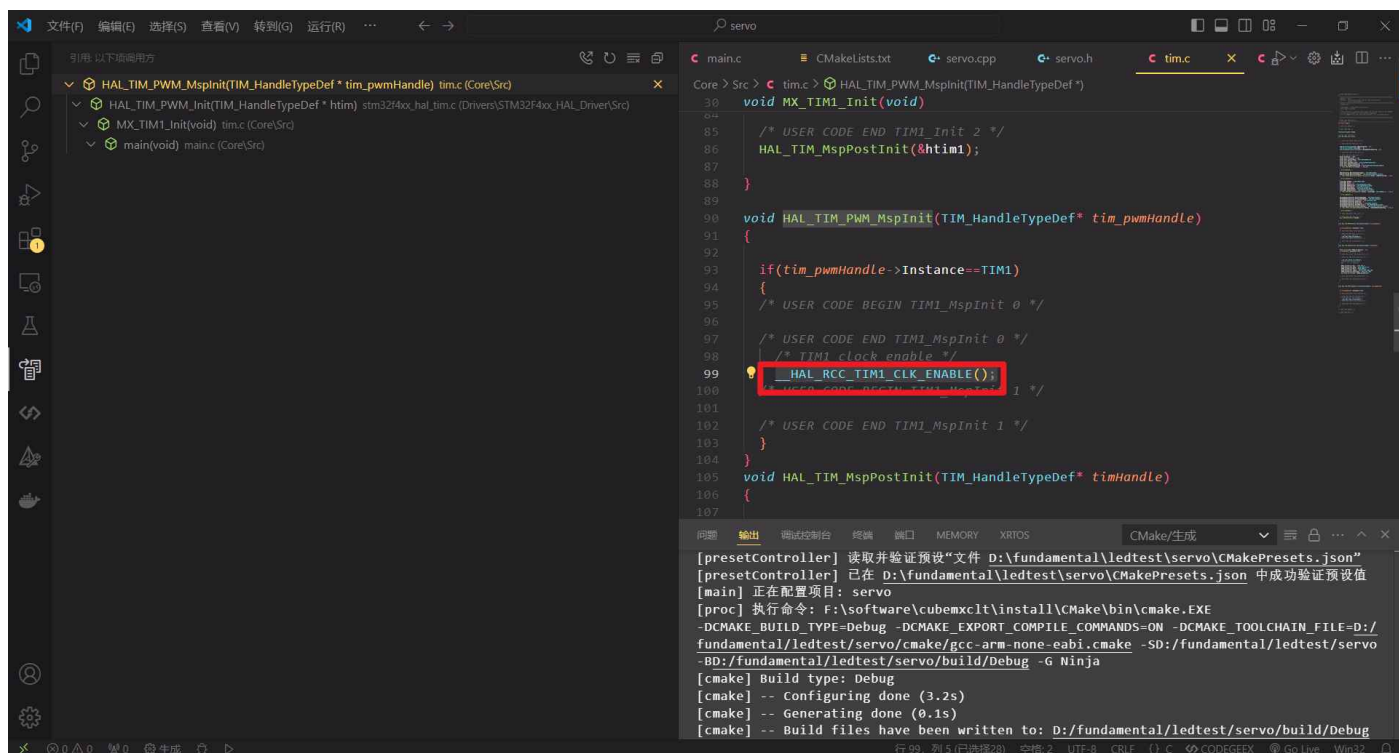 文件(F) 编辑(E) 选择(S) 查看(V) 转到(G) 运行(R) ··· ← → servo
引用: 以下项调用方
HAL_TIM_PWM_MspInit(TIM_HandleTypeDef * tim_pwmHandle) tim.c (Core\Src)
HAL_TIM_PWM_Init(TIM_HandleTypeDef * htim) stm32f4xx_hal_tim.c (Drivers\STM32F4xx_HAL_Driver\Src)
MX_TIM1_Init(void) tim.c (Core\Src)
main(void) main.c (Core\Src)
1
C main.c CMakeLists.txt C+ servo.cpp C+ servo.h C tim.c
Core > Src > C tim.c > HAL_TIM_PWM_MspInit(TIM_HandleTypeDef *)
30 void MX_TIM1_Init(void)
84
85 /* USER CODE END TIM1_Init 2 */
86 HAL_TIM_MspPostInit(&htim1);
87
88 }
89
90 void HAL_TIM_PWM_MspInit(TIM_HandleTypeDef* tim_pwmHandle)
91 {
92
93 if(tim_pwmHandle->Instance==TIM1)
94 {
95 /* USER CODE BEGIN TIM1_MspInit 0 */
96
97 /* USER CODE END TIM1_MspInit 0 */
98 /* TIM1 clock enable */
99 __HAL_RCC_TIM1_CLK_ENABLE();
100 /* USER CODE BEGIN TIM1_MspInit 1 */
101
102 /* USER CODE END TIM1_MspInit 1 */
103 }
104 }
105 void HAL_TIM_MspPostInit(TIM_HandleTypeDef* timHandle)
106 {
107
问题 输出 调试控制台 终端 端口 MEMORY XRTOS CMake/生成
[presetController] 读取并验证预设“文件 D:\fundamental\ledtest\servo\CMakePresets.json”
[presetController] 已在 D:\fundamental\ledtest\servo\CMakePresets.json 中成功验证预设值
[main] 正在配置项目: servo
[proc] 执行命令: F:\software\cubemxclt\install\CMake\bin\cmake.EXE
-DCMAKE_BUILD_TYPE=Debug -DCMAKE_EXPORT_COMPILE_COMMANDS=ON -DCMAKE_TOOLCHAIN_FILE=D:/
fundamental/ledtest/servo/cmake/gcc-arm-none-eabi.cmake -SD:/fundamental/ledtest/servo
-BD:/fundamental/ledtest/servo/build/Debug -G Ninja
[cmake] Build type: Debug
[cmake] -- Configuring done (3.2s)
[cmake] -- Generating done (0.1s)
[cmake] -- Build files have been written to: D:/fundamental/ledtest/servo/build/Debug
0 0 0 生成 行 99, 列 5 (已选择28) 空格: 2 UTF-8 CRLF {} C CODEGEEX Go Live Win32